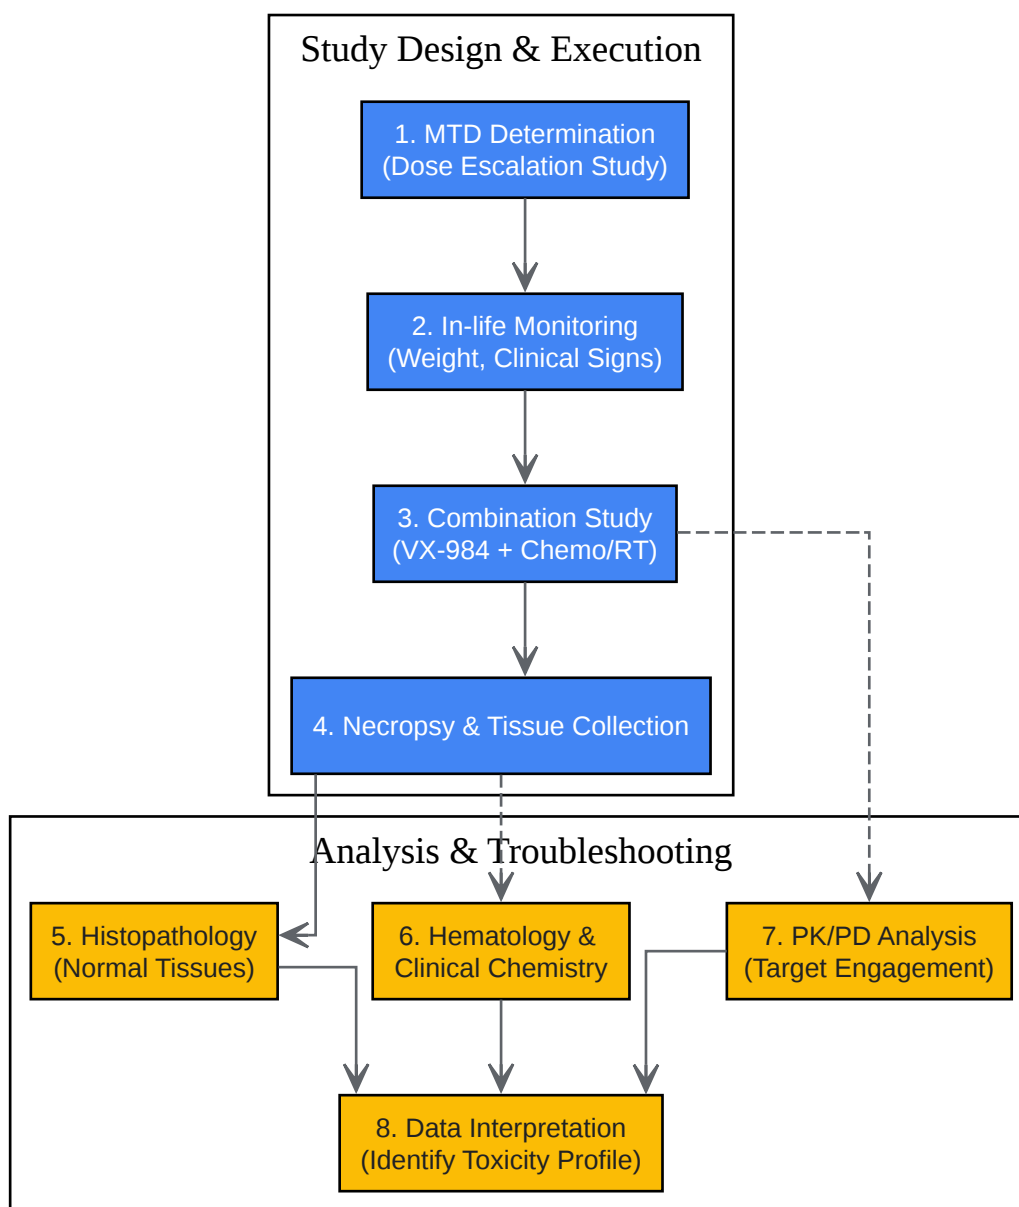 Study Design & Execution
1. MTD Determination
(Dose Escalation Study)
2. In-life Monitoring
(Weight, Clinical Signs)
3. Combination Study
(VX-984 + Chemo/RT)
4. Necropsy & Tissue Collection
Analysis & Troubleshooting
5. Histopathology
(Normal Tissues)
6. Hematology &
Clinical Chemistry
7. PK/PD Analysis
(Target Engagement)
8. Data Interpretation
(Identify Toxicity Profile)